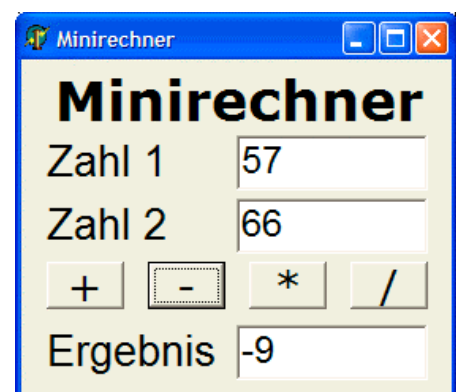 Minirechner
Minirechner
Zahl 1 57
Zahl 2 66
+ - * /
Ergebnis -9